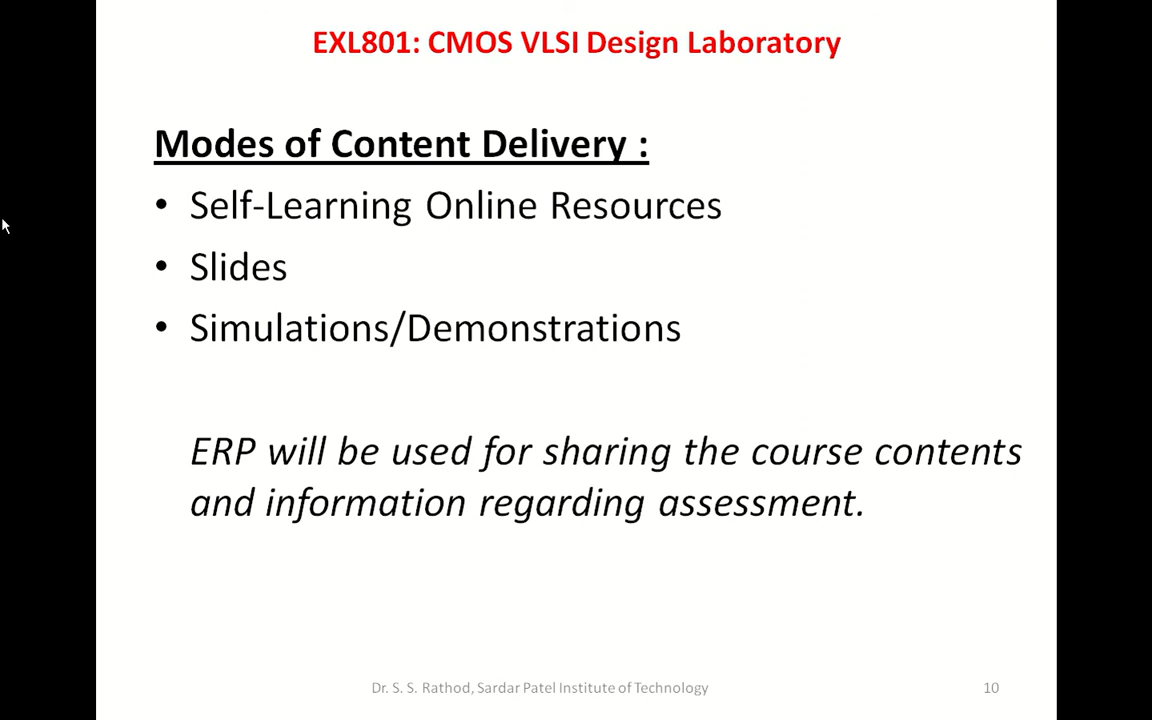 EXL801: CMOS VLSI Design Laboratory
Modes of Content Delivery :
• Self-Learning Online Resources
• Slides
• Simulations/Demonstrations
ERP will be used for sharing the course contents
and information regarding assessment.
Dr. S. S. Rathod, Sardar Patel Institute of Technology
10